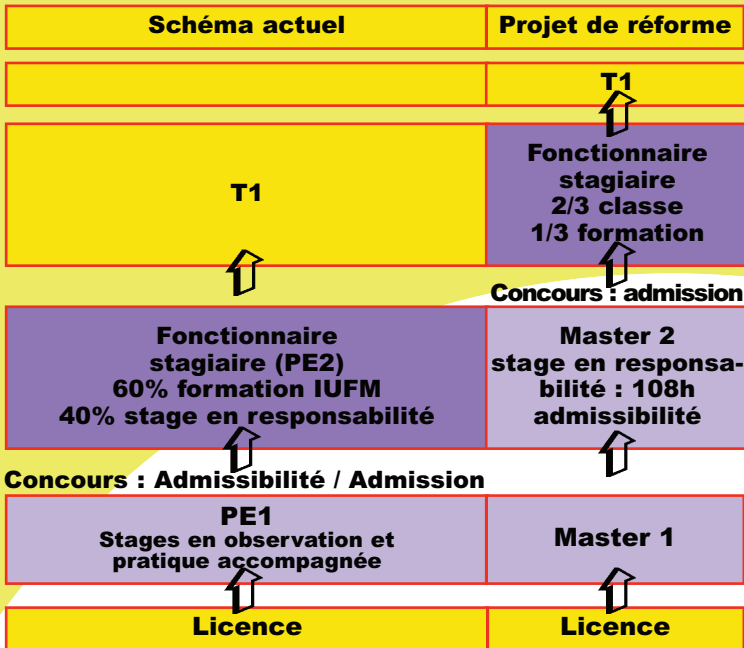 Schéma actuel
Projet de réforme
T1
T1
Fonctionnaire
stagiaire
2/3 classe
1/3 formation
Concours : admission
Fonctionnaire
stagiaire (PE2)
60% formation IUFM
40% stage en responsabilité
Master 2
stage en responsa-
bilité : 108h
admissibilité
Concours : Admissibilité / Admission
PE1
Stages en observation et
pratique accompagnée
Master 1
Licence
Licence